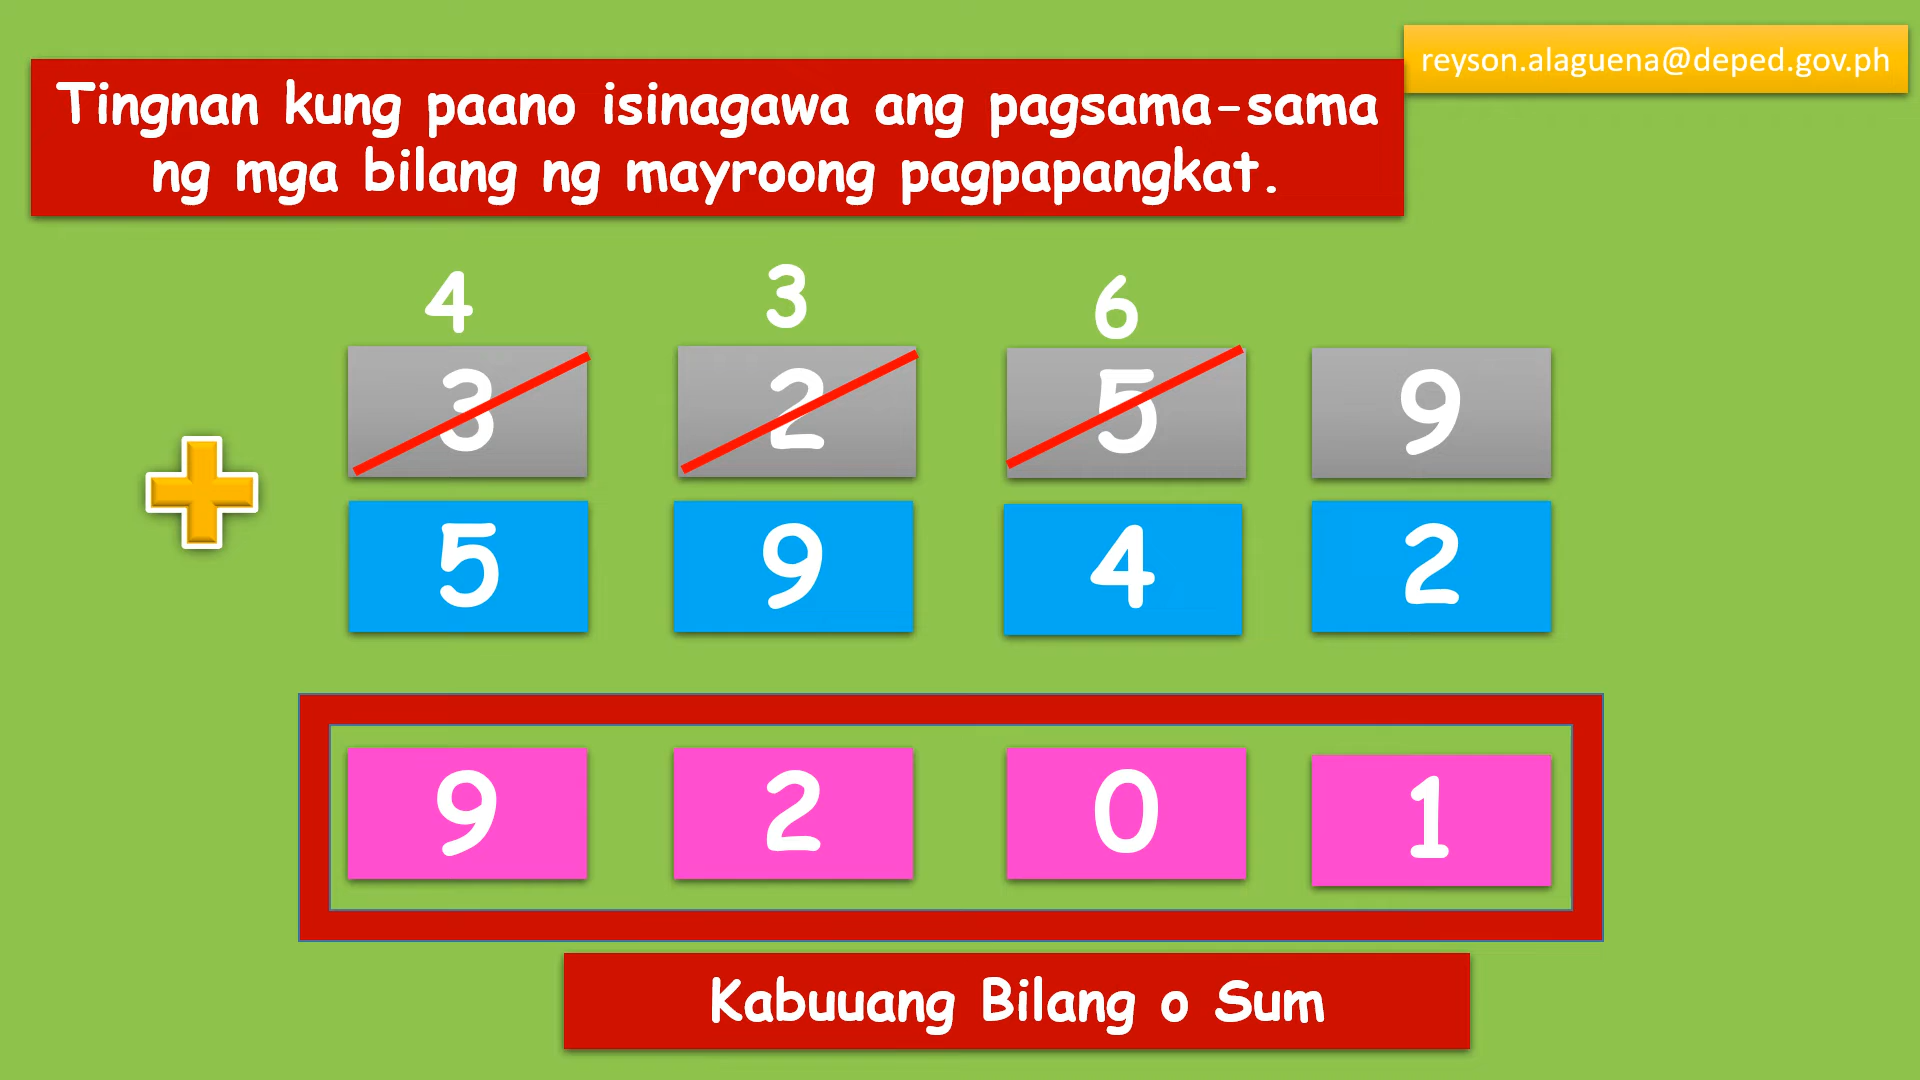 reyson.alaguena@deped.gov.ph
Tingnan kung paano isinagawa ang pagsama-sama
ng mga bilang ng mayroong pagpapangkat.
4 3 6
3 2 5 9
5 9 4 2
9 2 0 1
Kabuuang Bilang o Sum